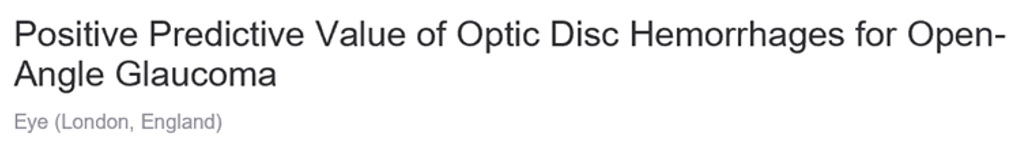 Positive Predictive Value of Optic Disc Hemorrhages for Open-
Angle Glaucoma
Eye (London, England)